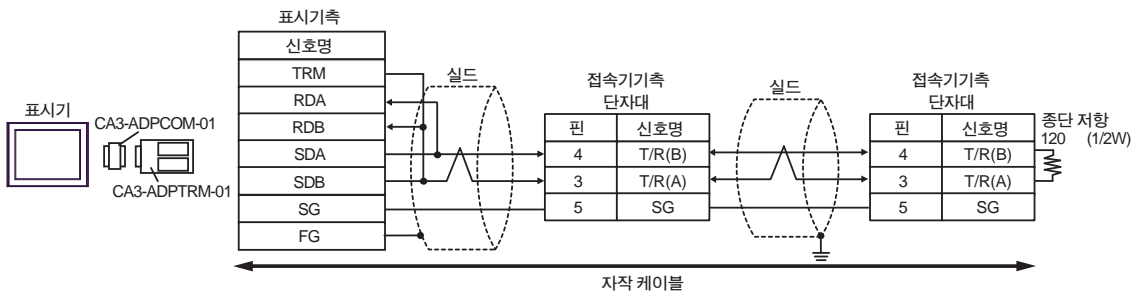 표시기
CA3-ADPCOM-01
CA3-ADPTRM-01
표시기측
신호명
TRM
RDA
RDB
SDA
SDB
SG
FG
실드
접속기기측
단자대
핀 신호명
4 T/R(B)
3 T/R(A)
5 SG
실드
접속기기측
단자대
핀 신호명
4 T/R(B)
3 T/R(A)
5 SG
종단 저항
120 (1/2W)
자작 케이블